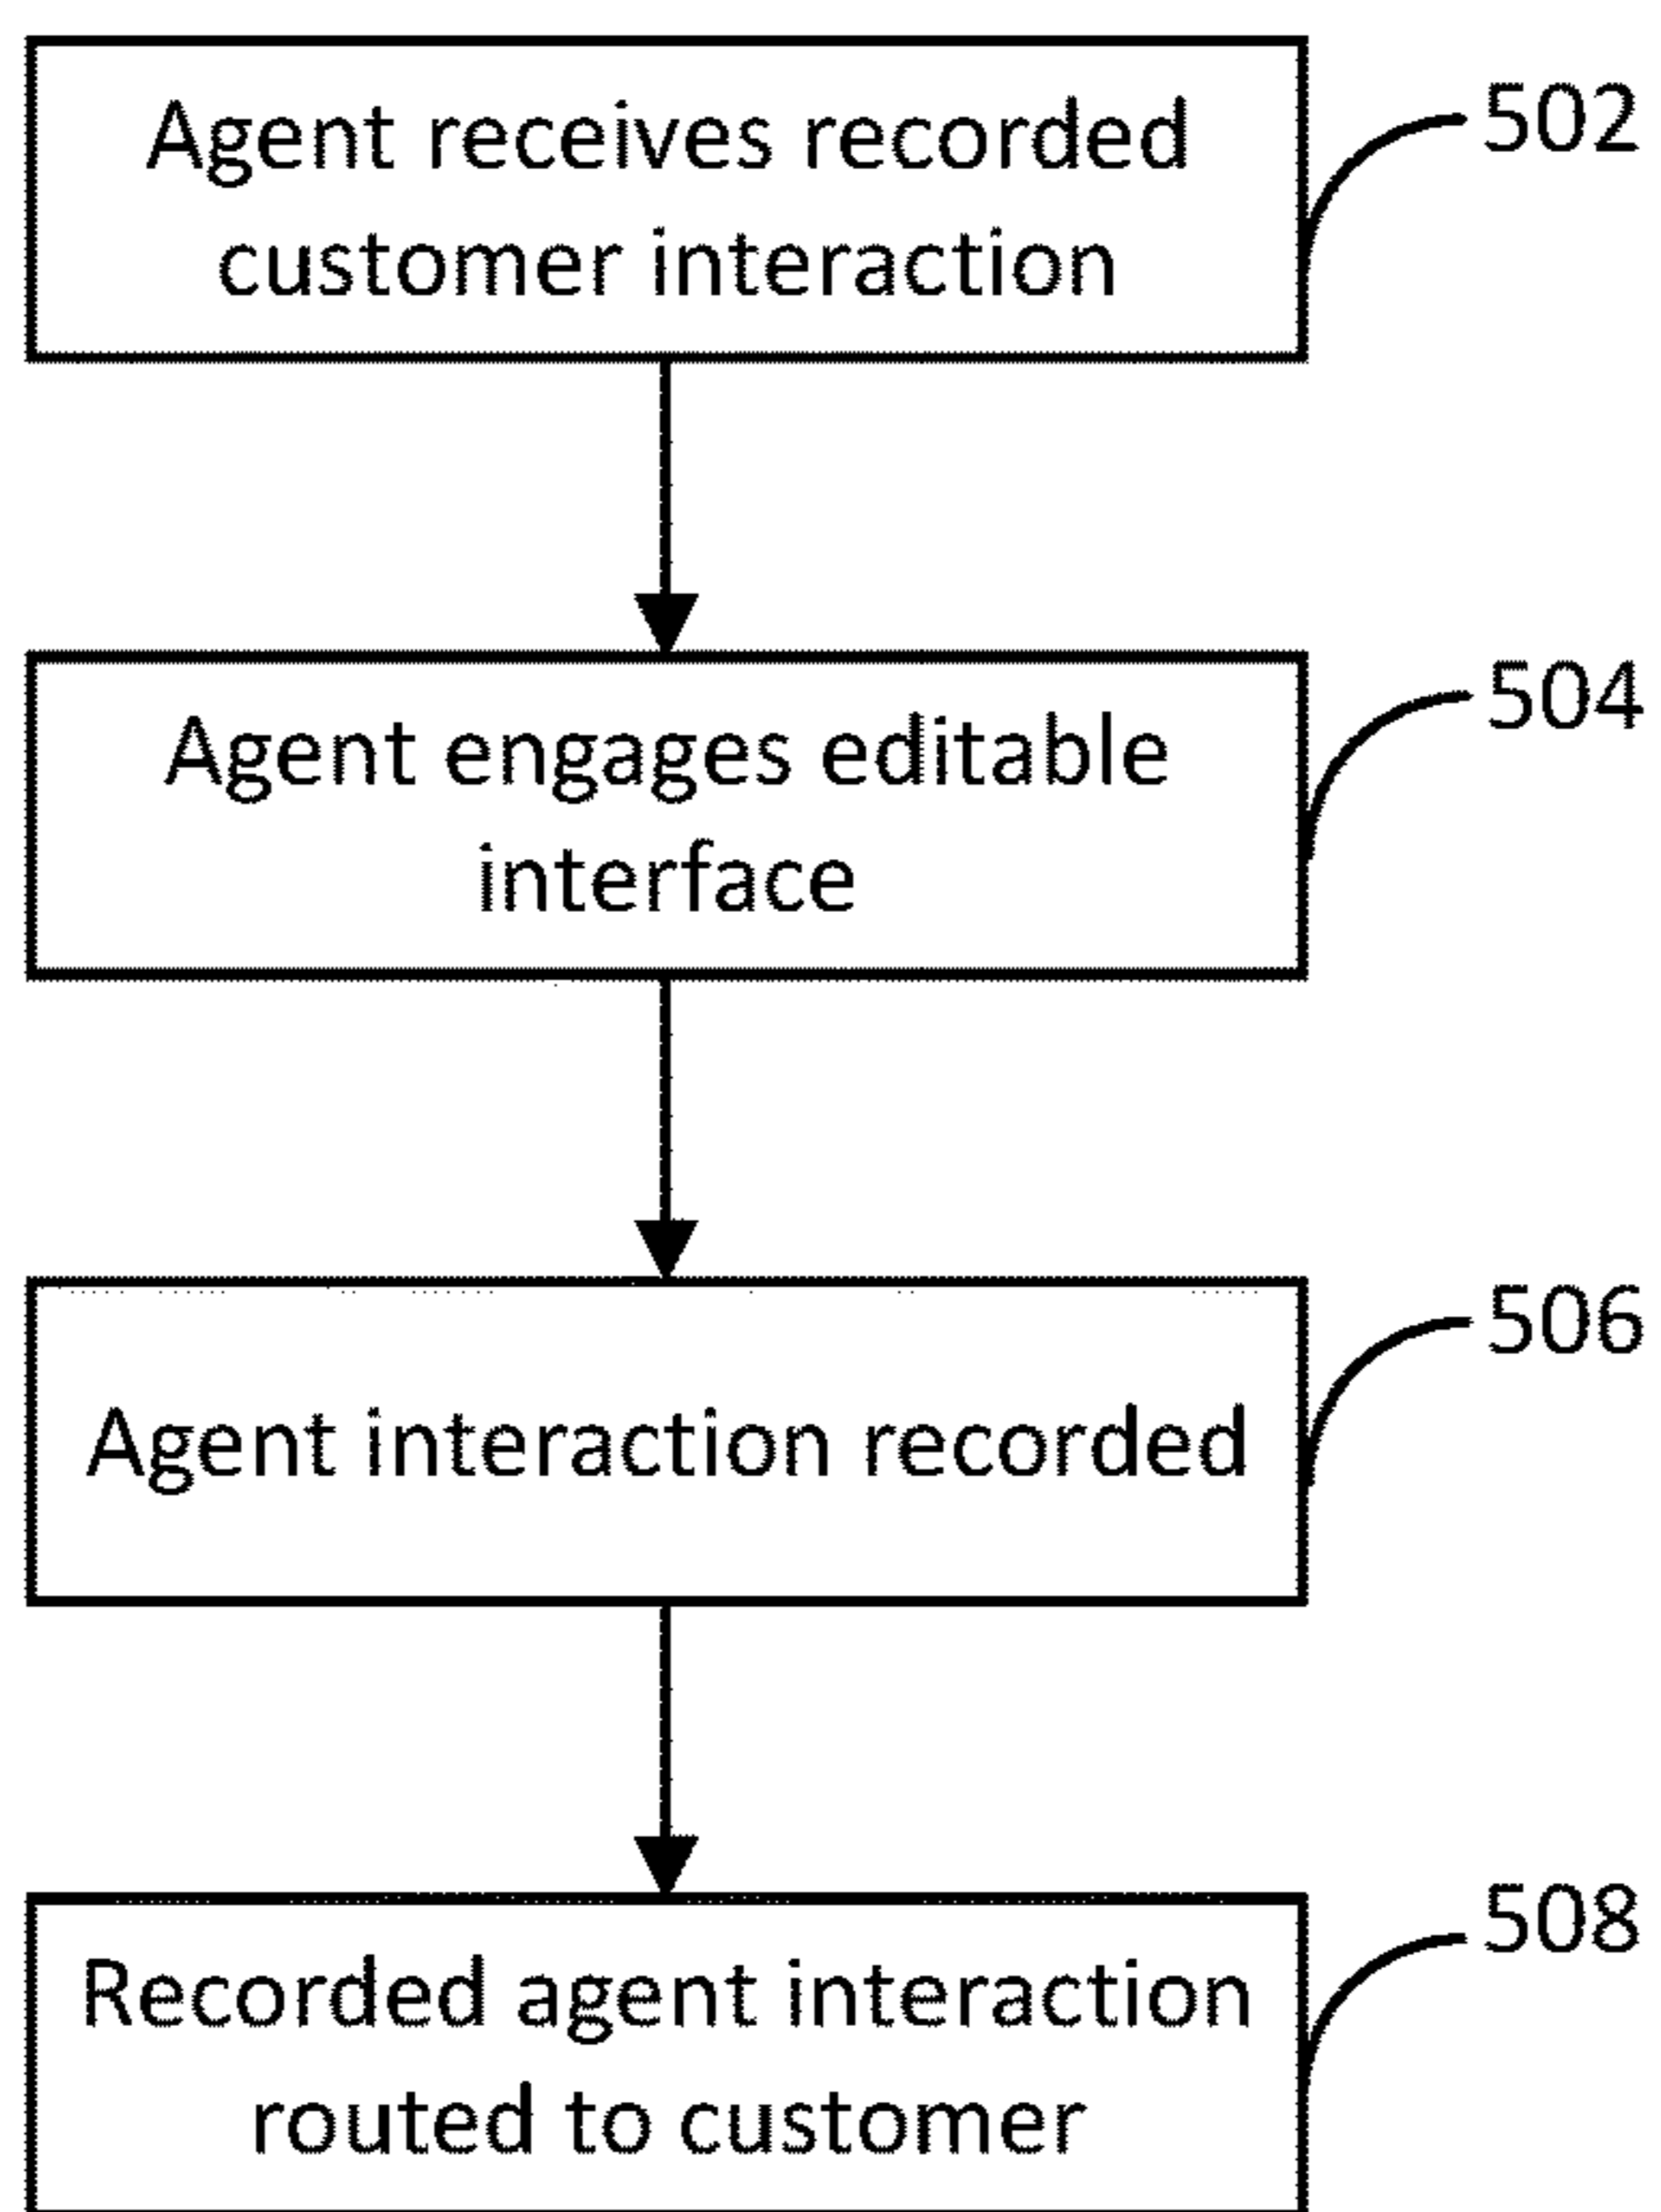 Agent receives recorded
customer interaction
502
Agent engages editable
interface
504
Agent interaction recorded
506
Recorded agent interaction
routed to customer
508